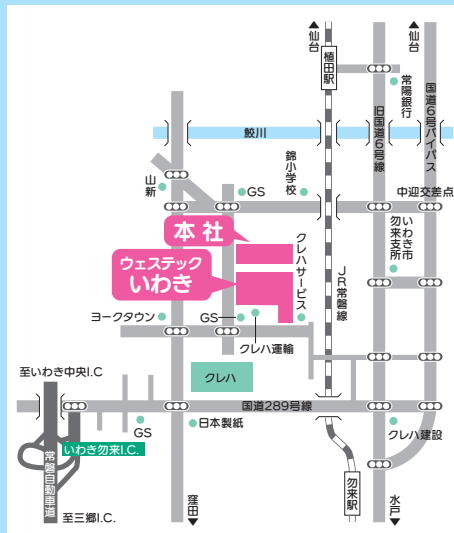 ▲仙台
▲仙台
植田駅
常陽銀行
旧国道6号線
国道6号バイパス
鮫川
山新
GS
錦小学校
中迎交差点
本 社
ウェステック
いわき
クレハサービス
JR常磐線
いわき市
勿来支所
ヨークタウン
GS
クレハ運輸
クレハ
至いわき中央I.C
国道289号線
GS
日本製紙
クレハ建設
いわき勿来I.C.
常磐自動車道
至三郷I.C.
窪田▼
勿来駅
水戸▼